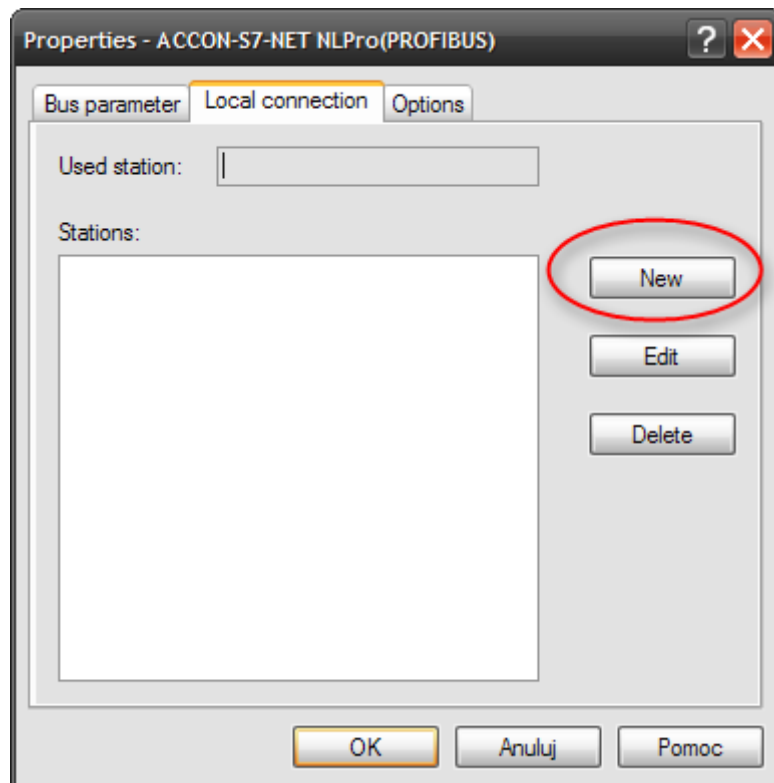 Properties - ACCON-S7-NET NLPro(PROFIBUS)
Bus parameter Local connection Options
Used station:
Stations:
New
Edit
Delete
OK Anuluj Pomoc